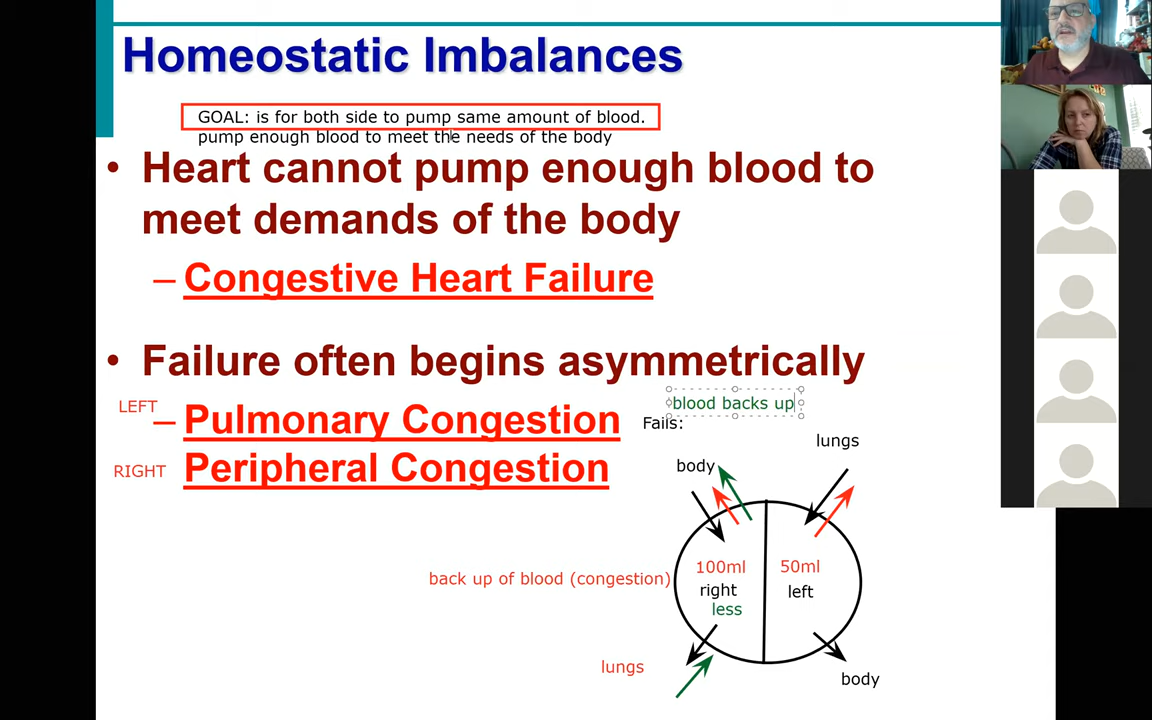 Homeostatic Imbalances
GOAL: is for both side to pump same amount of blood.
pump enough blood to meet the needs of the body
• Heart cannot pump enough blood to
meet demands of the body
– Congestive Heart Failure
• Failure often begins asymmetrically
LEFT
– Pulmonary Congestion
RIGHT
Peripheral Congestion
blood backs up
Fails:
lungs
body
100ml
50ml
right
left
less
back up of blood (congestion)
lungs
body